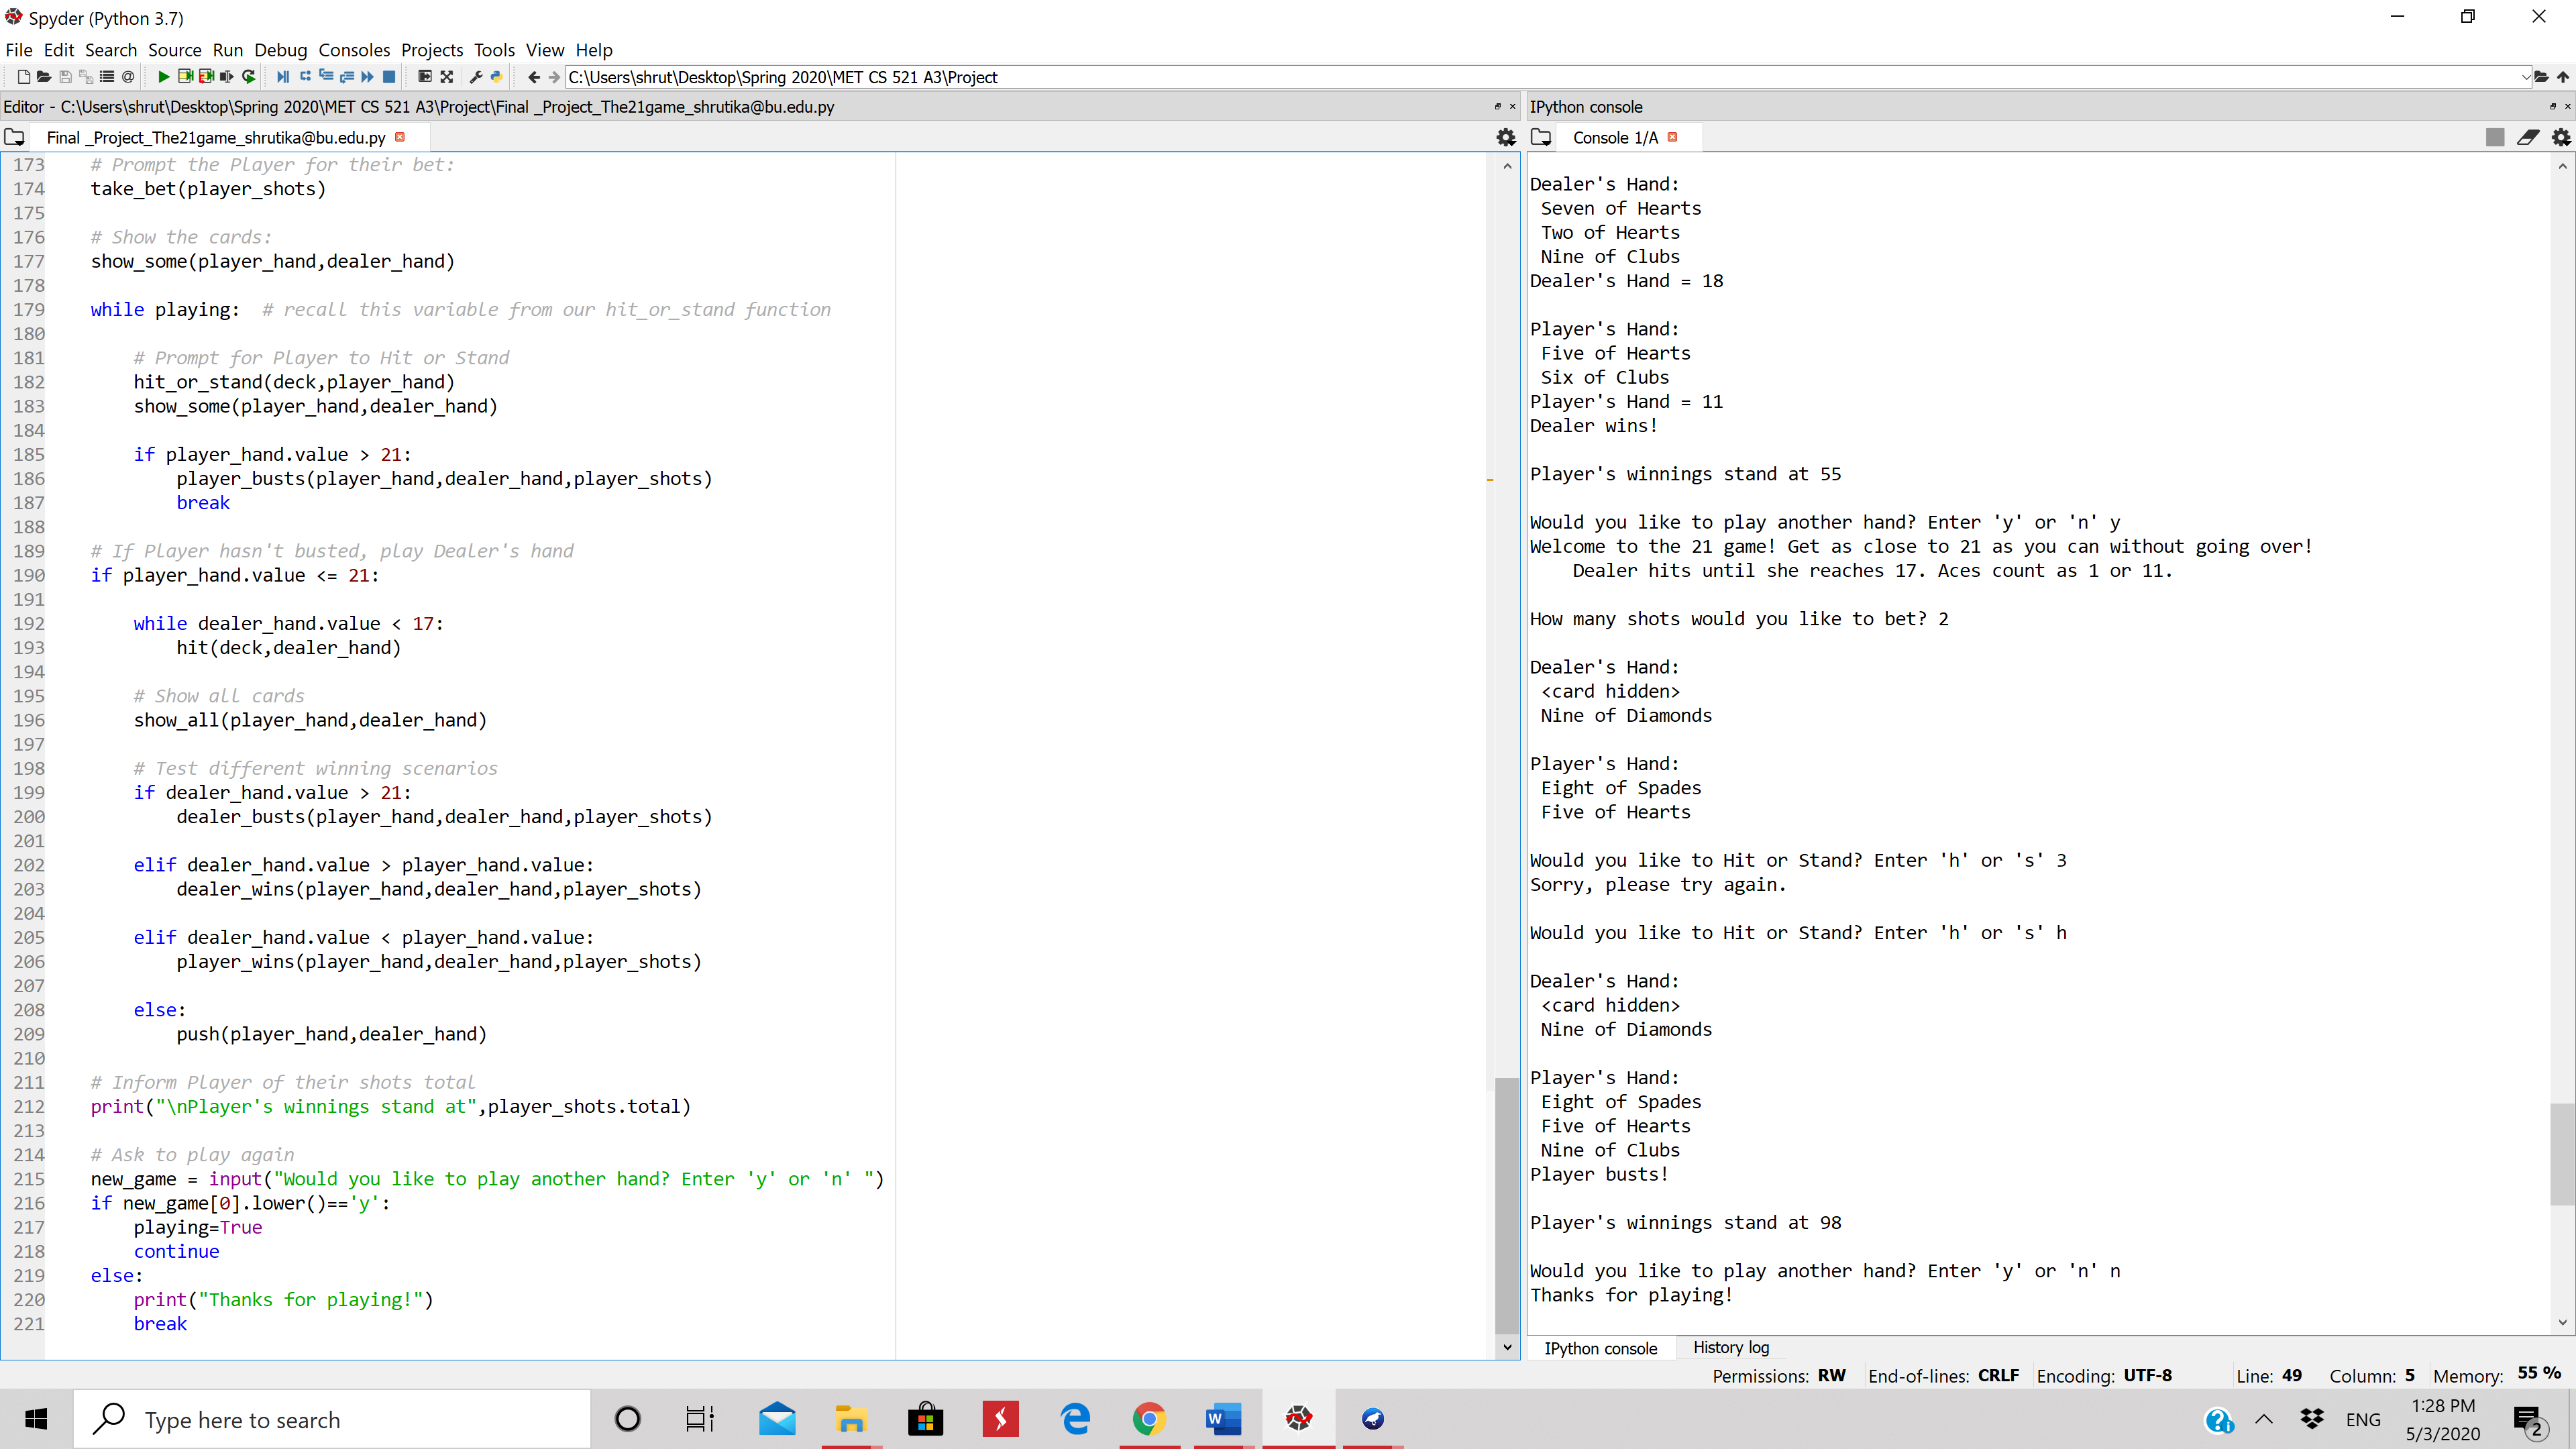 Spyder (Python 3.7)
File Edit Search Source Run Debug Consoles Projects Tools View Help
C:\Users\shrut\Desktop\Spring 2020\MET CS 521 A3\Project
Editor - C:\Users\shrut\Desktop\Spring 2020\MET CS 521 A3\Project\Final _Project_The21game_shrutika@bu.edu.py
Final _Project_The21game_shrutika@bu.edu.py
173     # Prompt the Player for their bet:
174     take_bet(player_shots)
175
176     # Show the cards:
177     show_some(player_hand,dealer_hand)
178
179     while playing:  # recall this variable from our hit_or_stand function
180
181         # Prompt for Player to Hit or Stand
182         hit_or_stand(deck,player_hand)
183         show_some(player_hand,dealer_hand)
184
185         if player_hand.value > 21:
186             player_busts(player_hand,dealer_hand,player_shots)
187             break
188
189     # If Player hasn't busted, play Dealer's hand
190     if player_hand.value <= 21:
191
192         while dealer_hand.value < 17:
193             hit(deck,dealer_hand)
194
195         # Show all cards
196         show_all(player_hand,dealer_hand)
197
198         # Test different winning scenarios
199         if dealer_hand.value > 21:
200             dealer_busts(player_hand,dealer_hand,player_shots)
201
202         elif dealer_hand.value > player_hand.value:
203             dealer_wins(player_hand,dealer_hand,player_shots)
204
205         elif dealer_hand.value < player_hand.value:
206             player_wins(player_hand,dealer_hand,player_shots)
207
208         else:
209             push(player_hand,dealer_hand)
210
211     # Inform Player of their shots total
212     print("\nPlayer's winnings stand at",player_shots.total)
213
214     # Ask to play again
215     new_game = input("Would you like to play another hand? Enter 'y' or 'n' ")
216     if new_game[0].lower()=='y':
217         playing=True
218         continue
219     else:
220         print("Thanks for playing!")
221         break
IPython console
Console 1/A
Dealer's Hand:
 Seven of Hearts
 Two of Hearts
 Nine of Clubs
Dealer's Hand = 18
Player's Hand:
 Five of Hearts
 Six of Clubs
Player's Hand = 11
Dealer wins!
Player's winnings stand at 55
Would you like to play another hand? Enter 'y' or 'n' y
Welcome to the 21 game! Get as close to 21 as you can without going over!
    Dealer hits until she reaches 17. Aces count as 1 or 11.
How many shots would you like to bet? 2
Dealer's Hand:
 <card hidden>
 Nine of Diamonds
Player's Hand:
 Eight of Spades
 Five of Hearts
Would you like to Hit or Stand? Enter 'h' or 's' 3
Sorry, please try again.
Would you like to Hit or Stand? Enter 'h' or 's' h
Dealer's Hand:
 <card hidden>
 Nine of Diamonds
Player's Hand:
 Eight of Spades
 Five of Hearts
 Nine of Clubs
Player busts!
Player's winnings stand at 98
Would you like to play another hand? Enter 'y' or 'n' n
Thanks for playing!
IPython console History log
Permissions: RW End-of-lines: CRLF Encoding: UTF-8 Line: 49 Column: 5 Memory: 55 %
Type here to search
ENG
1:28 PM
5/3/2020
2